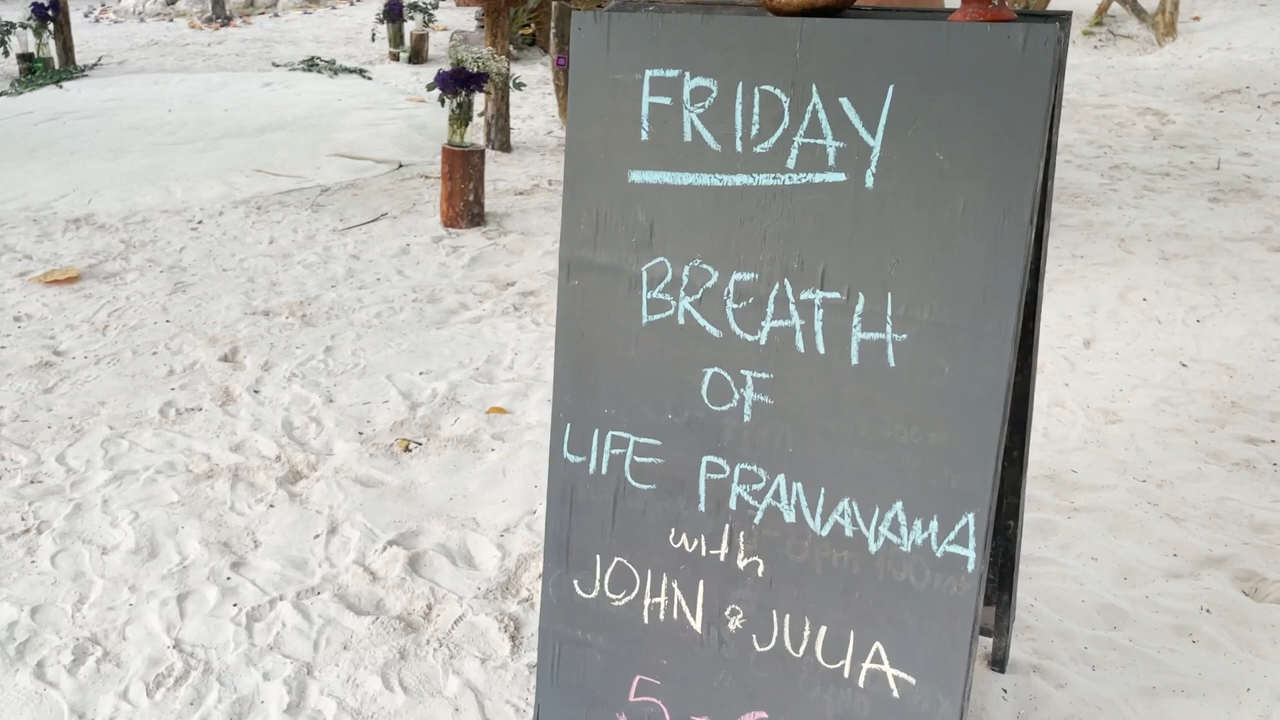 FRIDAY
BREATH
OF
LIFE PRANAYAMA
with
JOHN & JULIA